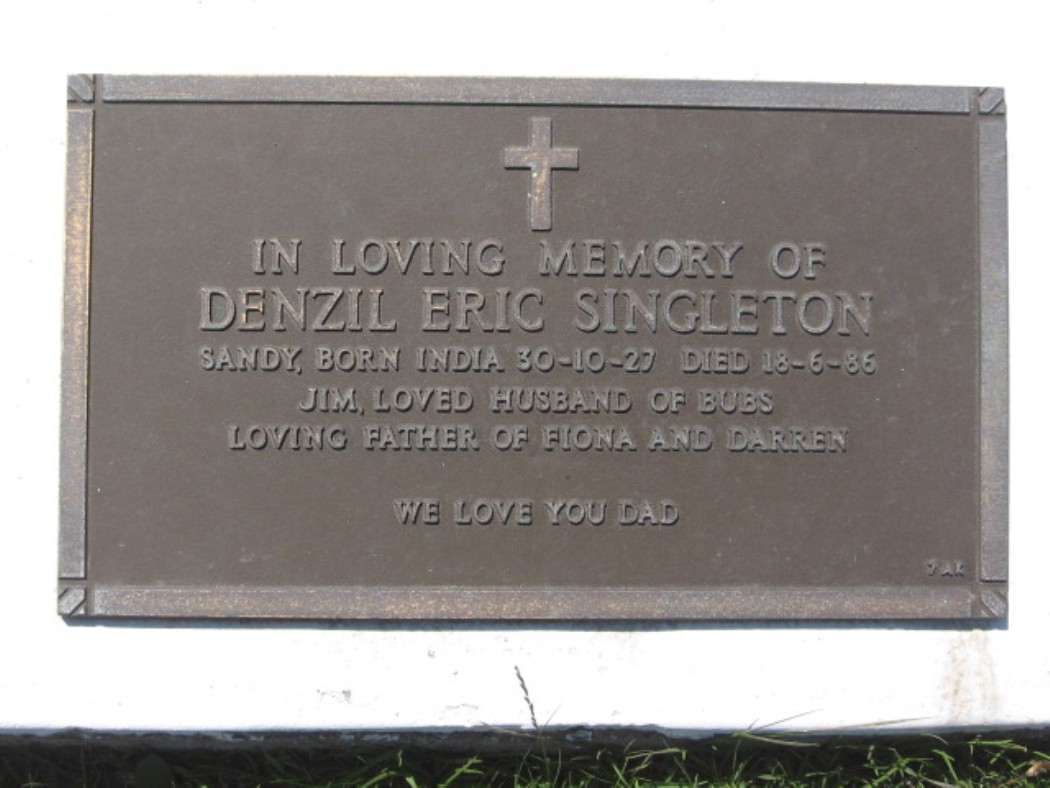 IN LOVING MEMORY OF
DENZIL ERIC SINGLETON
SANDY, BORN INDIA 30-10-27 DIED 18-6-86
JIM, LOVED HUSBAND OF BUBS
LOVING FATHER OF FIONA AND DARREN
WE LOVE YOU DAD